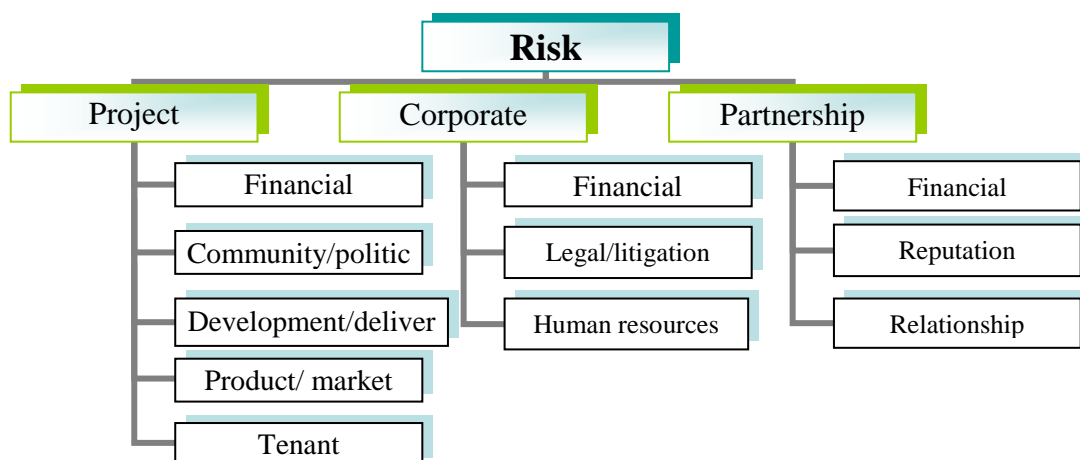 Risk
Project
Corporate
Partnership
Financial
Community/politic
Development/deliver
Product/ market
Tenant
Financial
Legal/litigation
Human resources
Financial
Reputation
Relationship